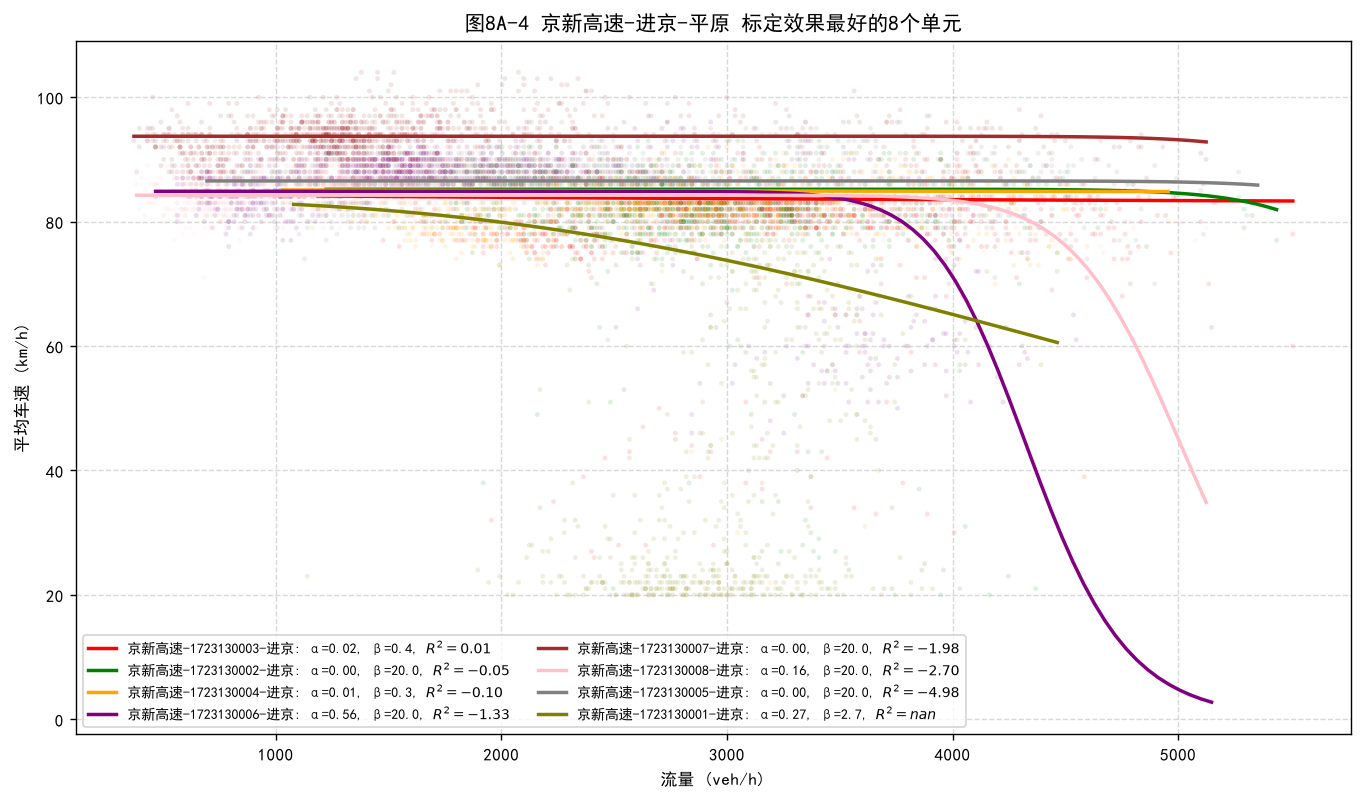 图8A-4 京新高速-进京-平原 标定效果最好的8个单元
平均车速 (km/h)
100
80
60
40
20
0
京新高速-1723130003-进京: α=0.02, β=0.4, R²=0.01
京新高速-1723130002-进京: α=0.00, β=20.0, R²=−0.05
京新高速-1723130004-进京: α=0.01, β=0.3, R²=−0.10
京新高速-1723130006-进京: α=0.56, β=20.0, R²=−1.33
京新高速-1723130007-进京: α=0.00, β=20.0, R²=−1.98
京新高速-1723130008-进京: α=0.16, β=20.0, R²=−2.70
京新高速-1723130005-进京: α=0.00, β=20.0, R²=−4.98
京新高速-1723130001-进京: α=0.27, β=2.7, R²=nan
1000 2000 3000 4000 5000
流量 (veh/h)